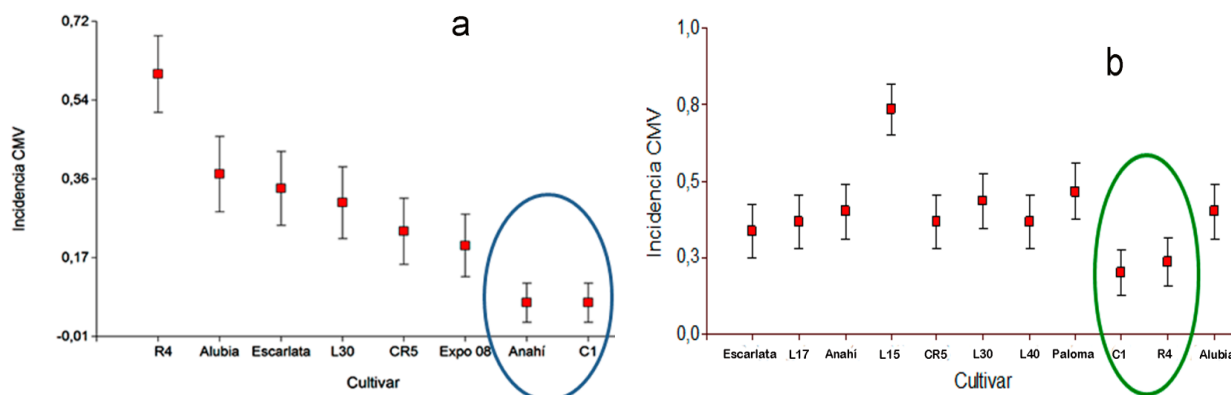 a
Incidencia CMV
0,72
0,54
0,36
0,17
-0,01
R4 Alubia Escarlata L30 CR5 Expo 08 Anahí C1
Cultivar
b
Incidencia CMV
1,0
0,8
0,5
0,3
0,0
Escarlata L17 Anahí L15 CR5 L30 L40 Paloma C1 R4 Alubia
Cultivar